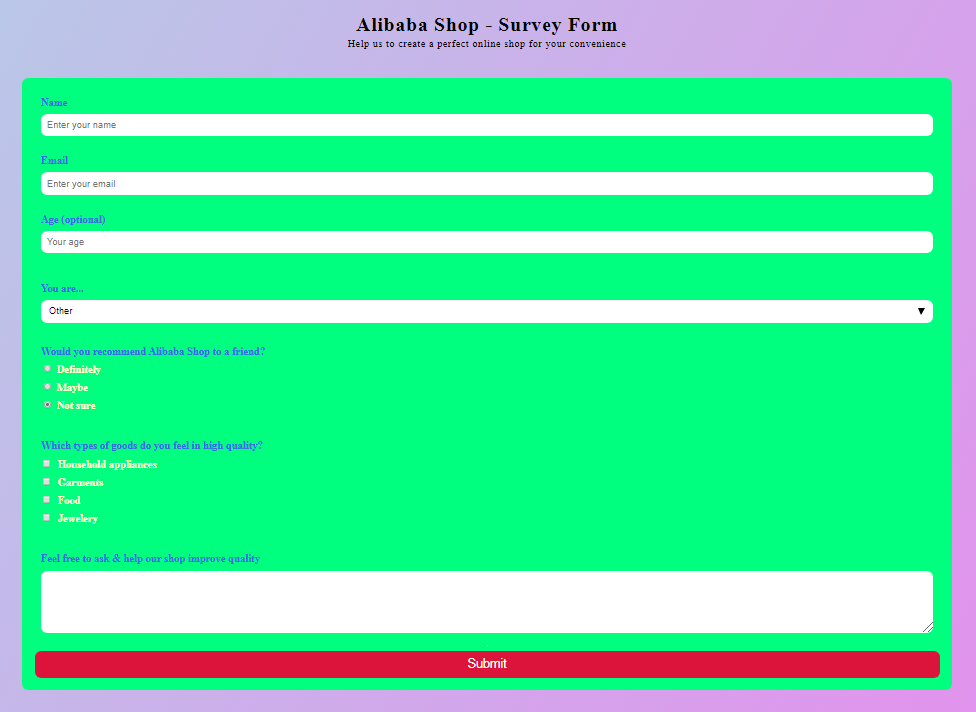 Alibaba Shop - Survey Form
Help us to create a perfect online shop for your convenience
Name
Enter your name
Email
Enter your email
Age (optional)
Your age
You are...
Other
Would you recommend Alibaba Shop to a friend?
Definitely
Maybe
Not sure
Which types of goods do you feel in high quality?
Household appliances
Garments
Food
Jewelery
Feel free to ask & help our shop improve quality
Submit